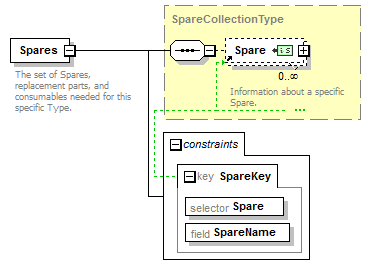 SpareCollectionType
Spares
Spare
is
0..∞
The set of Spares,
replacement parts, and
consumables needed for this
specific Type.
Information about a specific
Spare.
...
constraints
key SpareKey
selector Spare
field SpareName